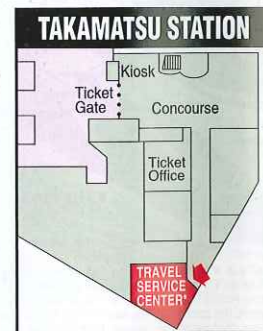 TAKAMATSU STATION
Kiosk
Ticket
Gate
Concourse
Ticket
Office
TRAVEL
SERVICE
CENTER*